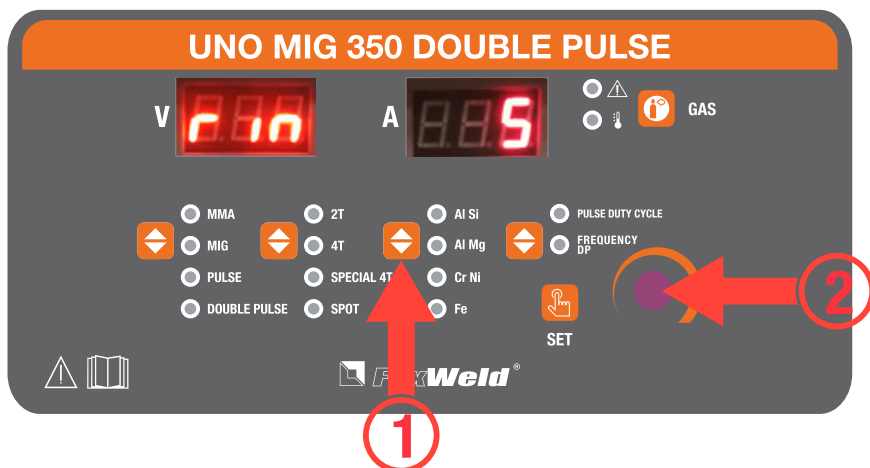 UNO MIG 350 DOUBLE PULSE
V rin A 5
GAS
MMA
MIG
PULSE
DOUBLE PULSE
2T
4T
SPECIAL 4T
SPOT
Al Si
Al Mg
Cr Ni
Fe
PULSE DUTY CYCLE
FREQUENCY
DP
SET
Weld®
1
2